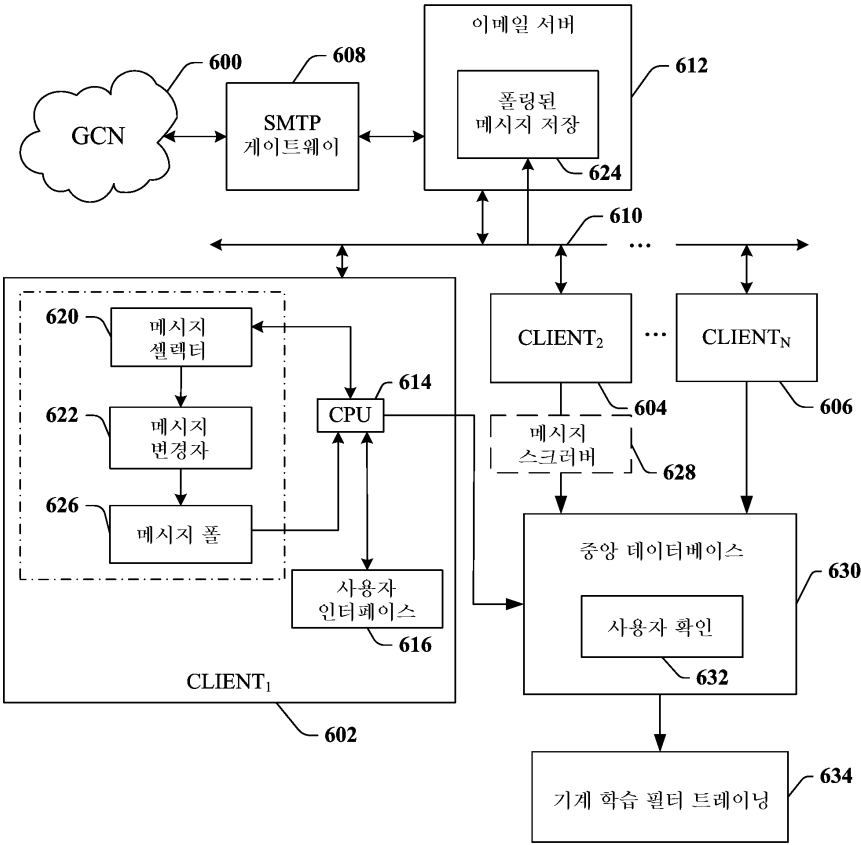 이메일 서버
600
608
612
GCN
SMTP
게이트웨이
폴링된
메시지 저장
624
610
...
620
메시지
셀렉터
CLIENT₂
...
CLIENTN
614
622
메시지
변경자
CPU
604
606
메시지
스크러버
628
626
메시지 폴
중앙 데이터베이스
630
사용자
인터페이스
사용자 확인
616
632
CLIENT₁
602
634
기계 학습 필터 트레이닝